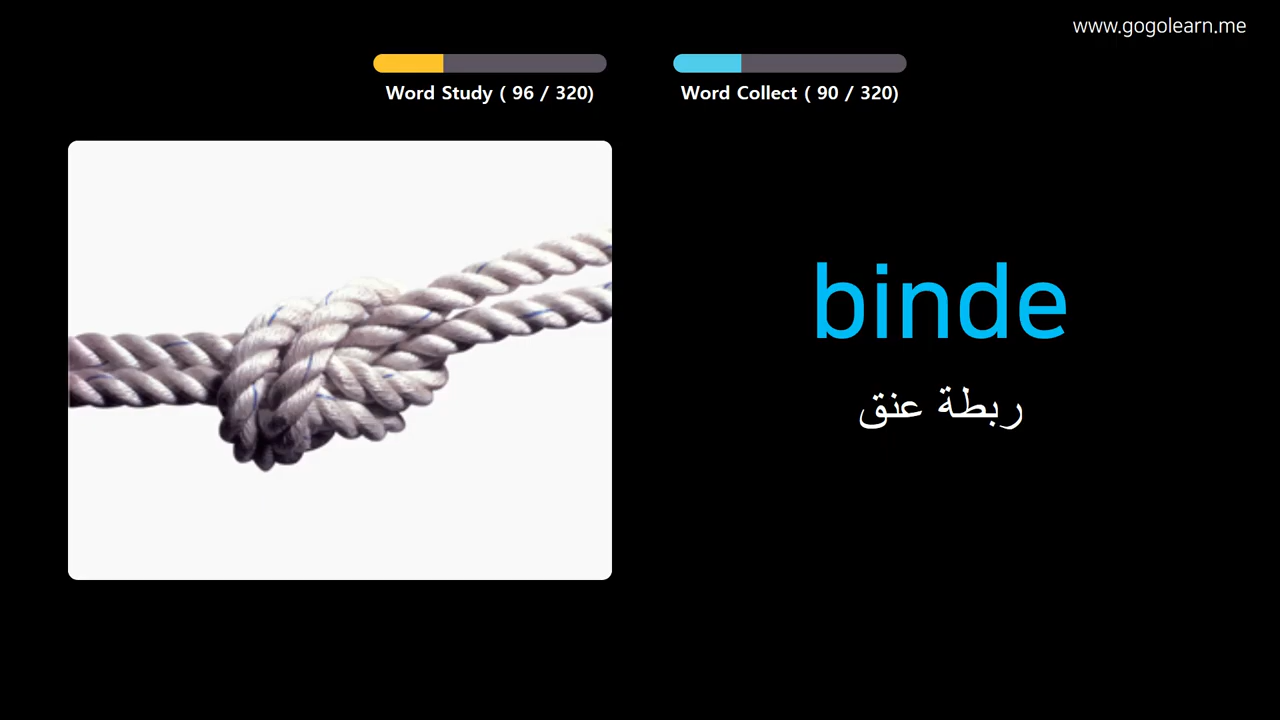 www.gogolearn.me
Word Study ( 96 / 320)
Word Collect ( 90 / 320)
binde
ربطة عنق